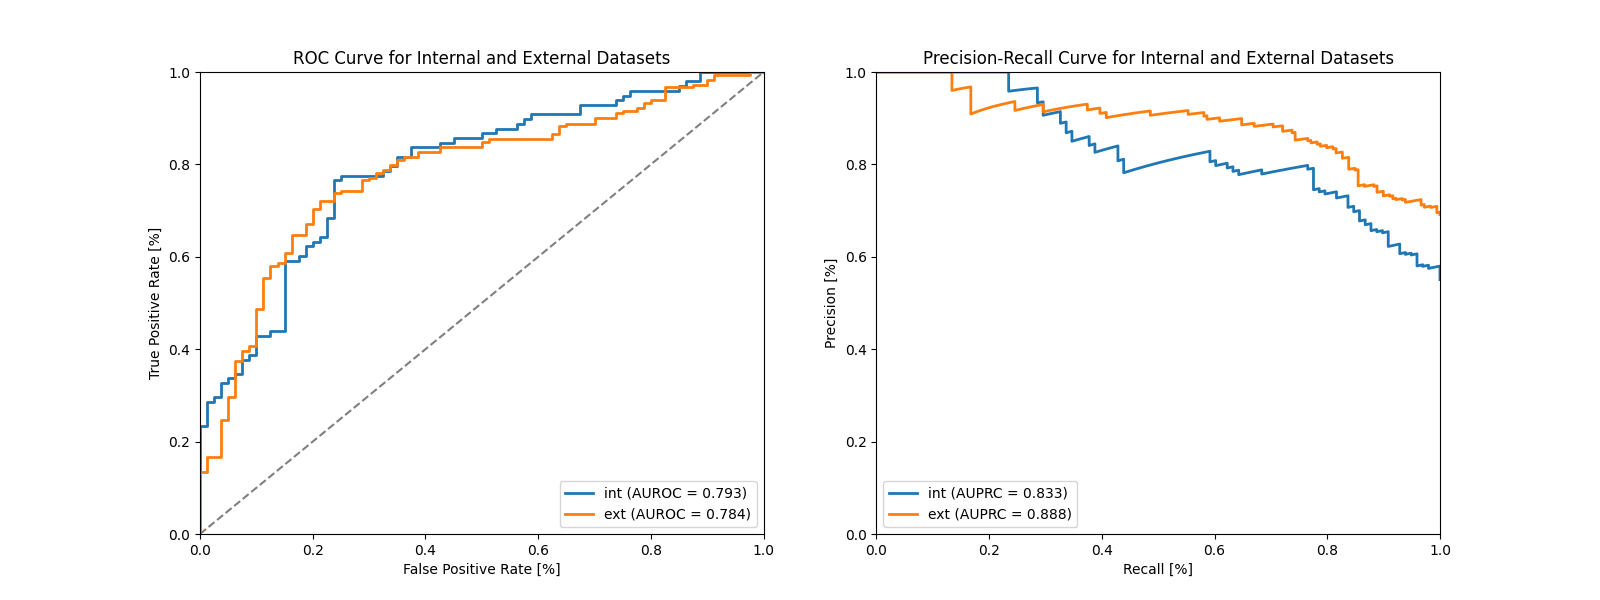 ROC Curve for Internal and External Datasets
1.0
0.8
0.6
0.4
0.2
0.0
True Positive Rate [%]
int (AUROC = 0.793)
ext (AUROC = 0.784)
0.0 0.2 0.4 0.6 0.8 1.0
False Positive Rate [%]
Precision-Recall Curve for Internal and External Datasets
1.0
0.8
0.6
0.4
0.2
0.0
Precision [%]
int (AUPRC = 0.833)
ext (AUPRC = 0.888)
0.0 0.2 0.4 0.6 0.8 1.0
Recall [%]